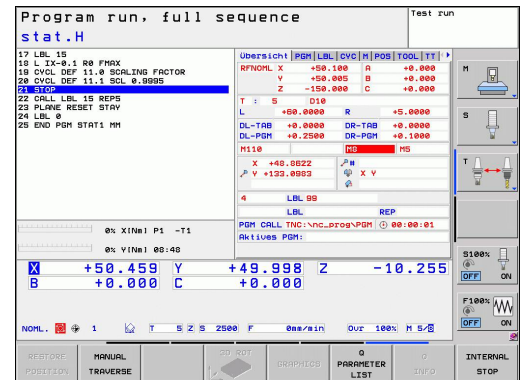 Program run, full sequence
Test run
stat.H
17 LBL 15
18 L IX-0.1 R0 FMAX
19 CYCL DEF 11.0 SCALING FACTOR
20 CYCL DEF 11.1 SCL 0.9995
21 STOP
22 CALL LBL 15 REP5
23 PLANE RESET STAY
24 LBL 0
25 END PGM STAT1 MM
0% X[Nm] P1 -T1
0% Y[Nm] 08:48
Übersicht PGM LBL CYC M POS TOOL TT
RFNOML X +50.100 A +0.000
Y +50.005 B +0.000
Z -150.000 C +0.000
T : 5 D10
L +60.0000 R +5.0000
DL-TAB +0.0000 DR-TAB +0.0000
DL-PGM +0.2500 DR-PGM +0.1000
M110 M8 M5
X +48.8622
Y +133.0983
X Y
4 LBL 99
LBL REP
PGM CALL TNC:\nc_prog\PGM 00:00:01
Aktives PGM:
M
S
T
S100%
OFF ON
F100%
OFF ON
X +50.459 Y +49.998 Z -10.255
B +0.000 C +0.000
NOML. 1 T 5 Z S 2500 F 0mm/min Ovr 100% M 5/8
RESTORE POSITION
MANUAL TRAVERSE
3D ROT
GRAPHICS
Q PARAMETER LIST
Q INFO
INTERNAL STOP